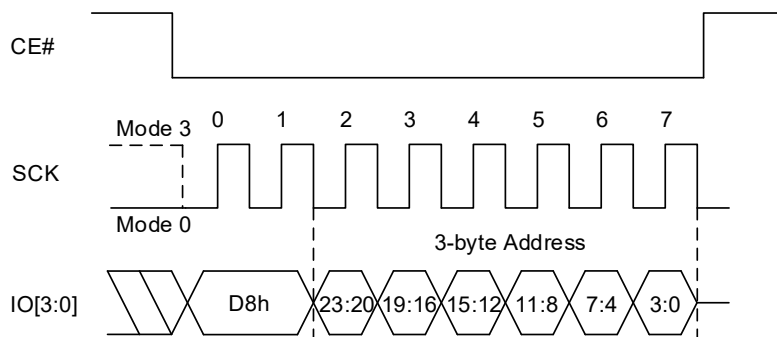 CE#
Mode 3
0 1 2 3 4 5 6 7
SCK
Mode 0
3-byte Address
IO[3:0]
D8h 23:20 19:16 15:12 11:8 7:4 3:0